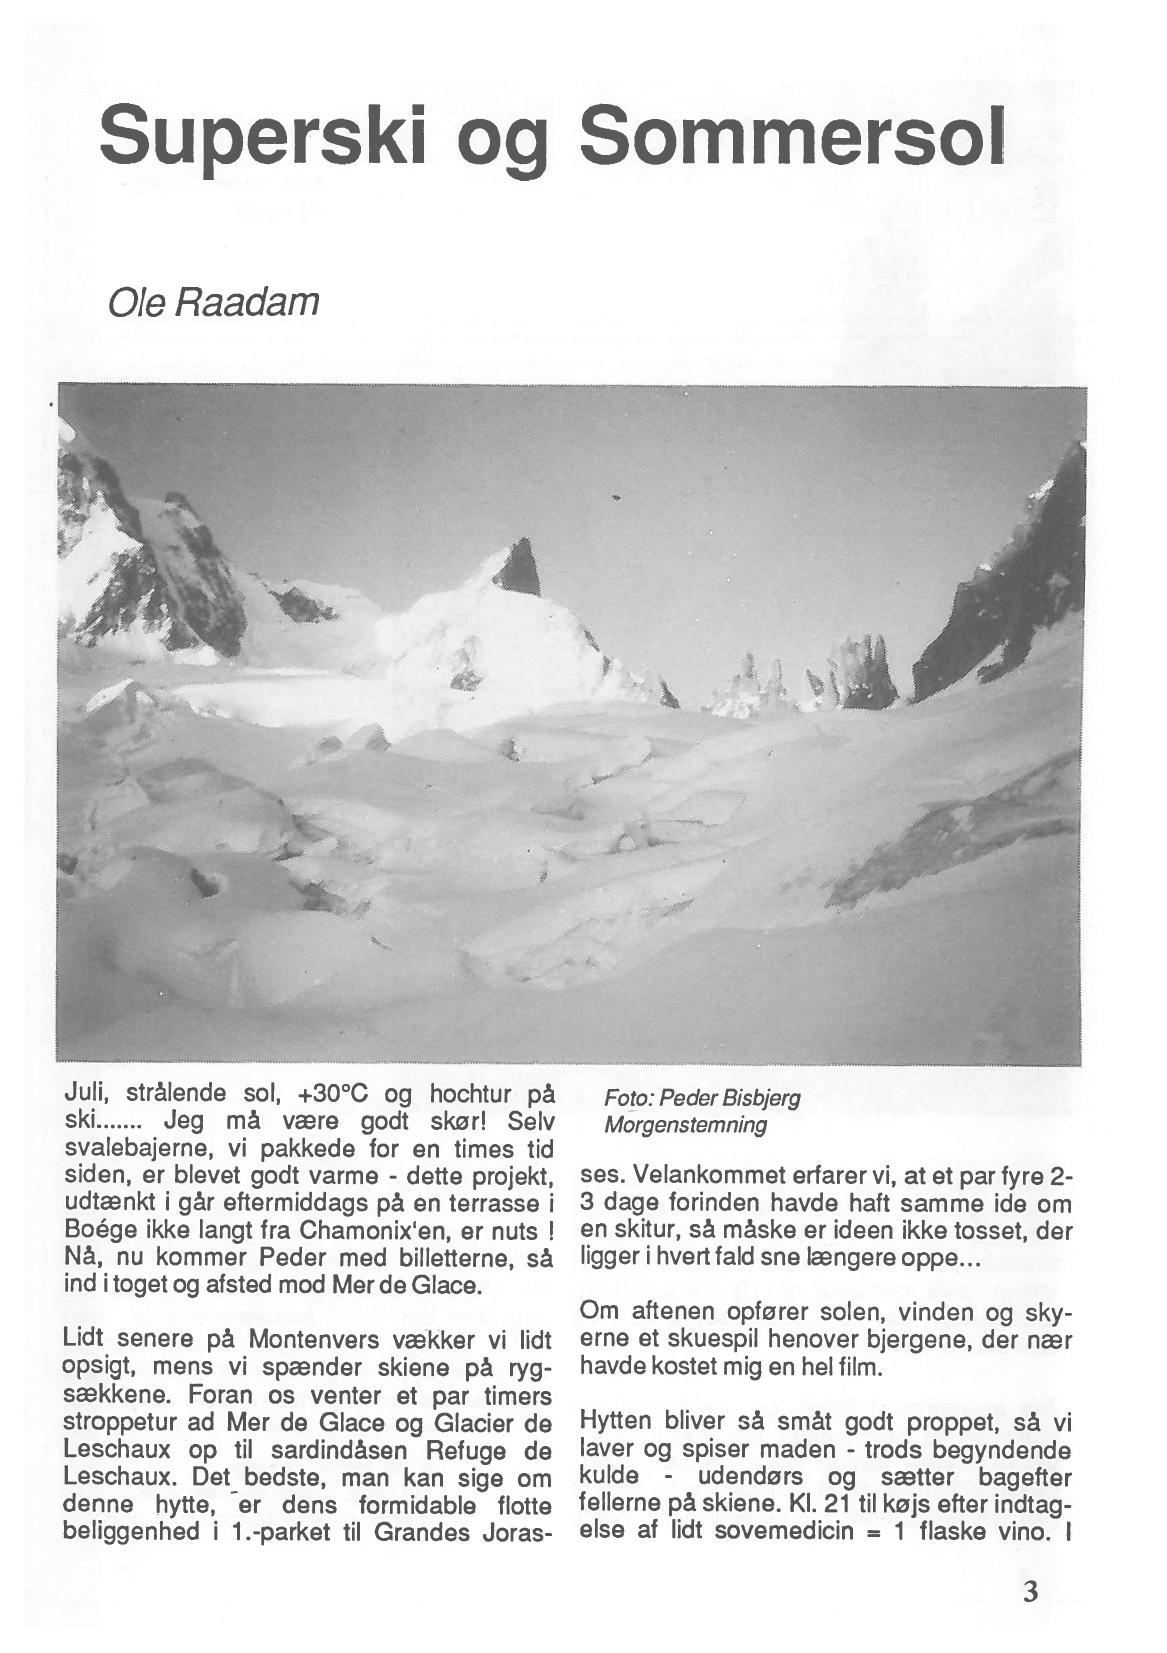 Superski og Sommersol
Ole Raadam
Juli, strålende sol, +30°C og hochtur på
ski....... Jeg må være godt skør! Selv
svalebajerne, vi pakkede for en times tid
siden, er blevet godt varme - dette projekt,
udtænkt i går eftermiddags på en terrasse i
Boége ikke langt fra Chamonix'en, er nuts !
Nå, nu kommer Peder med billetterne, så
ind i toget og afsted mod Mer de Glace.
Lidt senere på Montenvers vækker vi lidt
opsigt, mens vi spænder skiene på ryg-
sækkene. Foran os venter et par timers
stroppetur ad Mer de Glace og Glacier de
Leschaux op til sardindåsen Refuge de
Leschaux. Det bedste, man kan sige om
denne hytte, er dens formidable flotte
beliggenhed i 1.-parket til Grandes Joras-
Foto: Peder Bisbjerg
Morgenstemning
ses. Velankommet erfarer vi, at et par fyre 2-
3 dage forinden havde haft samme ide om
en skitur, så måske er ideen ikke tosset, der
ligger i hvert fald sne længere oppe...
Om aftenen opfører solen, vinden og sky-
erne et skuespil henover bjergene, der nær
havde kostet mig en hel film.
Hytten bliver så småt godt proppet, så vi
laver og spiser maden - trods begyndende
kulde - udendørs og sætter bagefter
fellerne på skiene. Kl. 21 til køjs efter indtag-
else af lidt sovemedicin = 1 flaske vino. I
3